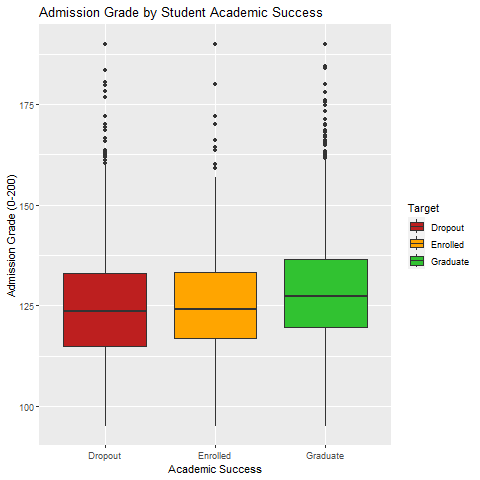 Admission Grade by Student Academic Success
Admission Grade (0-200)
175
150
125
100
Dropout
Enrolled
Graduate
Academic Success
Target
Dropout
Enrolled
Graduate